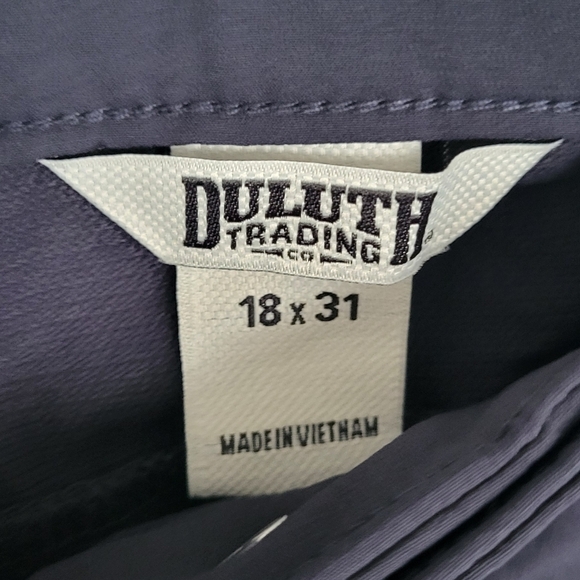 DULUTH
TRADING
CO
18 x 31
MADE IN VIETNAM